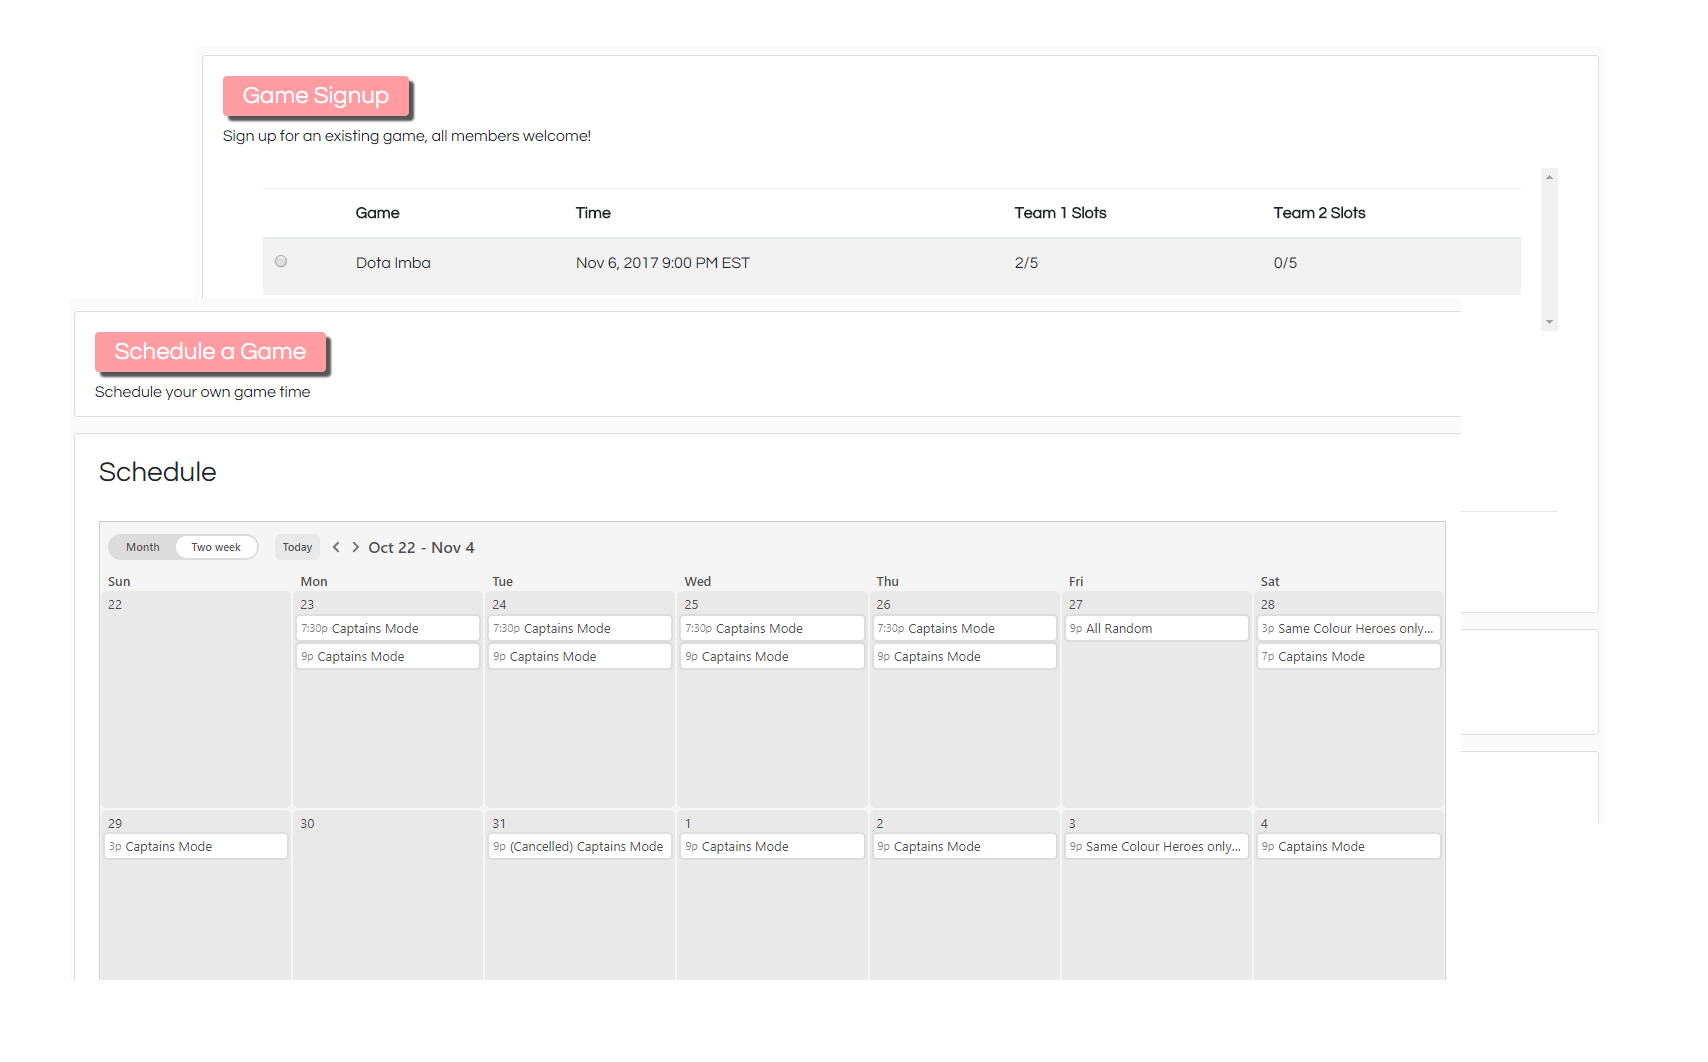 Game Signup
Sign up for an existing game, all members welcome!
Game Time Team 1 Slots Team 2 Slots
Dota Imba Nov 6, 2017 9:00 PM EST 2/5 0/5
Schedule a Game
Schedule your own game time
Schedule
Month Two week Today Oct 22 - Nov 4
Sun Mon Tue Wed Thu Fri Sat
22 23 24 25 26 27 28
7:30p Captains Mode 7:30p Captains Mode 7:30p Captains Mode 7:30p Captains Mode 9p All Random 3p Same Colour Heroes only...
9p Captains Mode 9p Captains Mode 9p Captains Mode 9p Captains Mode 7p Captains Mode
29 30 31 1 2 3 4
3p Captains Mode 9p (Cancelled) Captains Mode 9p Captains Mode 9p Captains Mode 9p Same Colour Heroes only... 9p Captains Mode